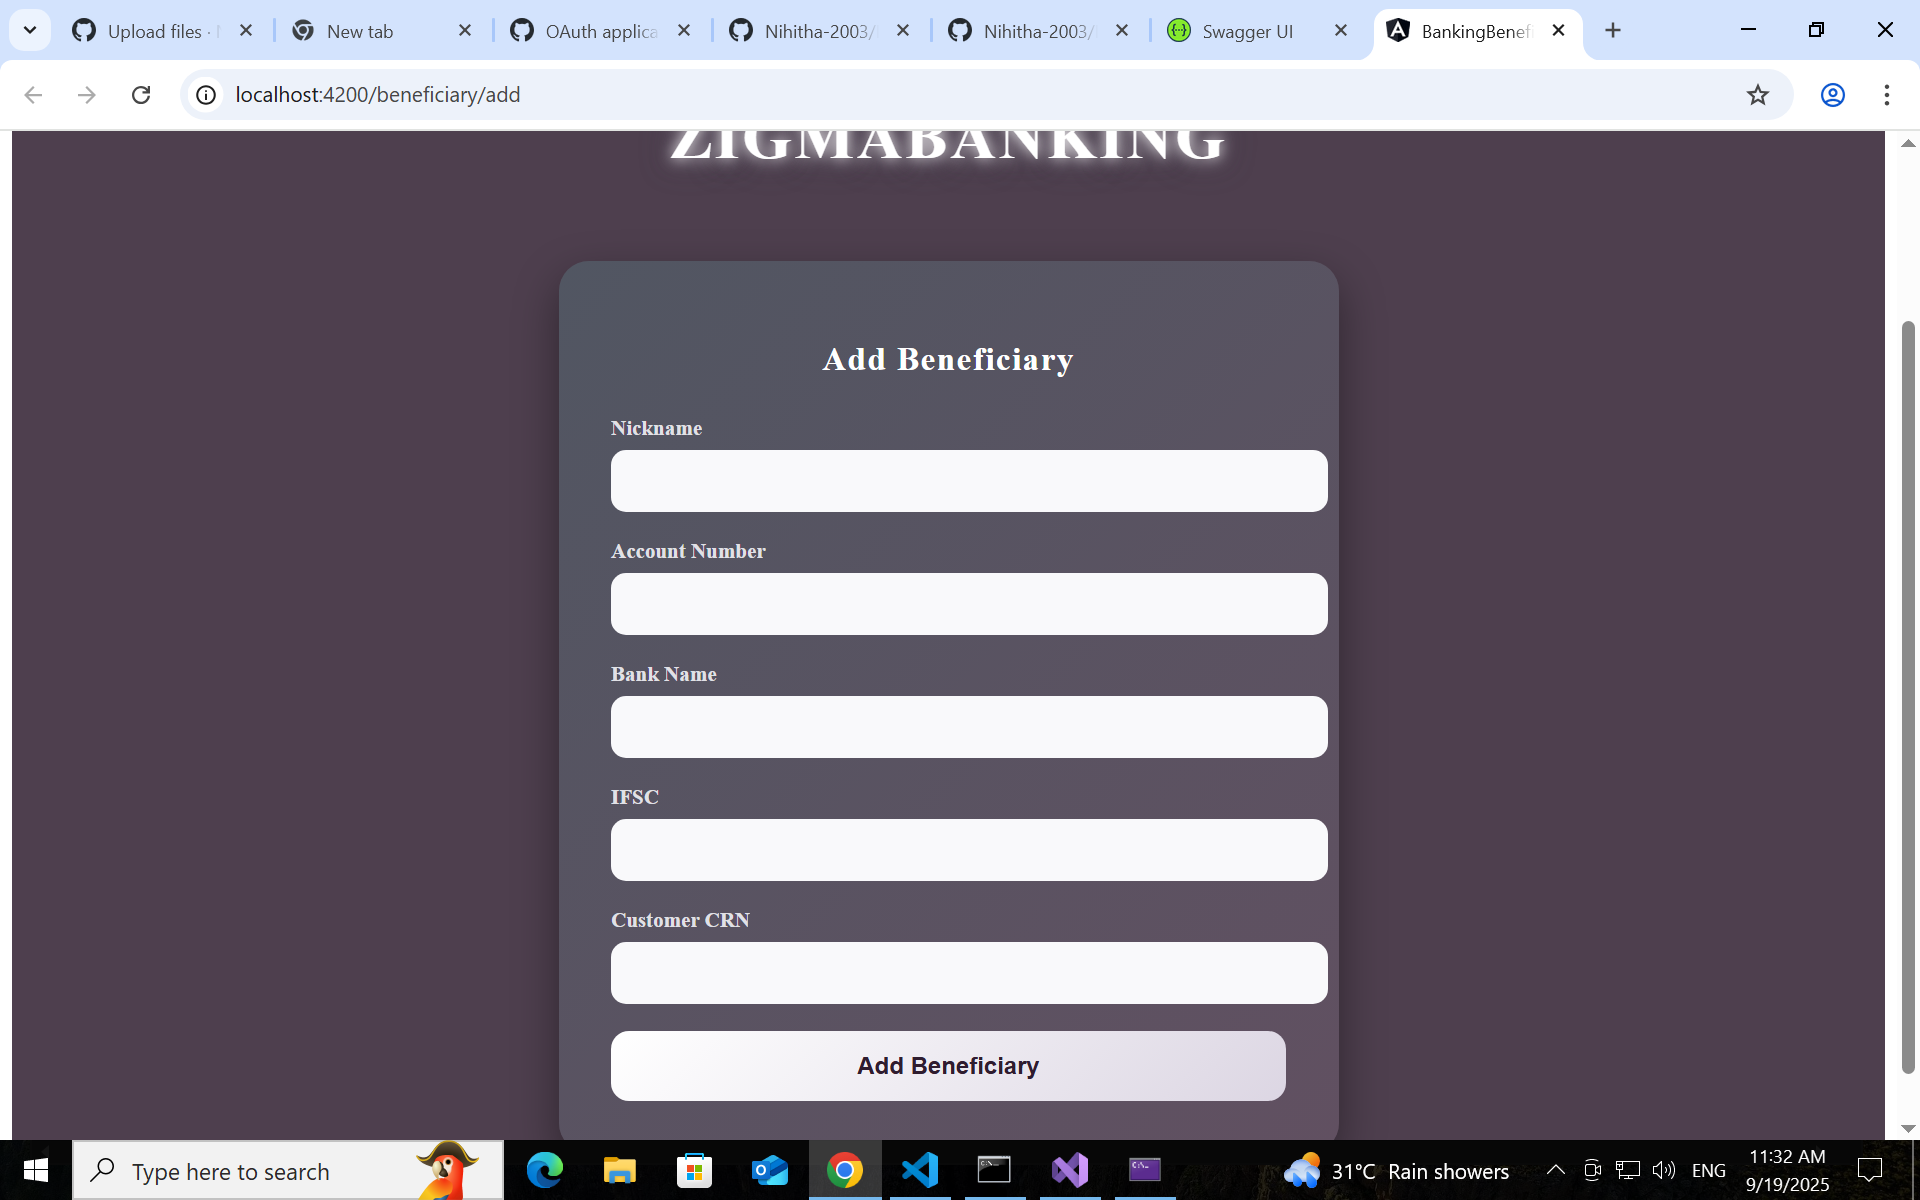 Upload files ·
New tab
OAuth applica
Nihitha-2003/
Nihitha-2003/
Swagger UI
BankingBenef
localhost:4200/beneficiary/add
ZIGMABANKING
Add Beneficiary
Nickname
Account Number
Bank Name
IFSC
Customer CRN
Add Beneficiary
Type here to search
31°C Rain showers
ENG
11:32 AM
9/19/2025